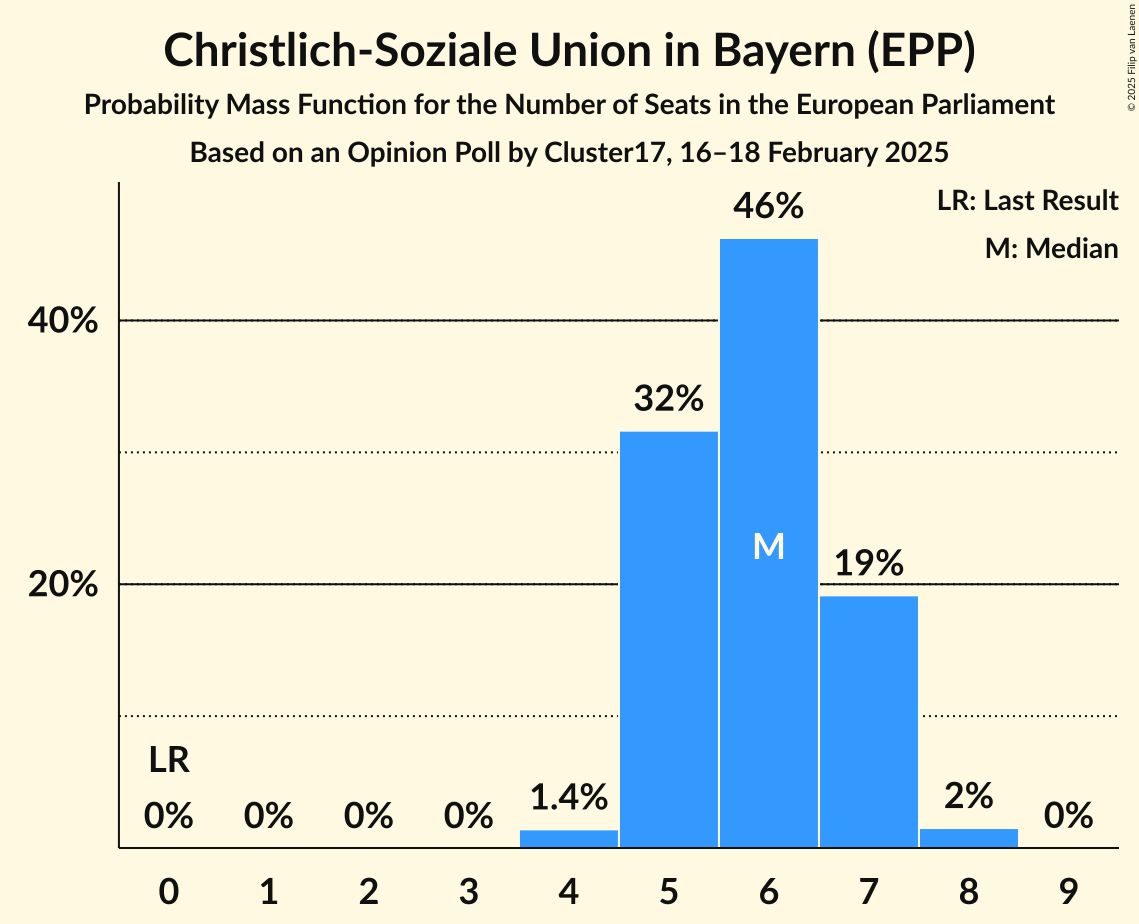 Christlich-Soziale Union in Bayern (EPP)
Probability Mass Function for the Number of Seats in the European Parliament
Based on an Opinion Poll by Cluster17, 16–18 February 2025
© 2025 Filip van Laenen
LR: Last Result
M: Median
46%
40%
32%
M
20%
19%
LR
0%
0%
0%
0%
1.4%
2%
0%
0 1 2 3 4 5 6 7 8 9